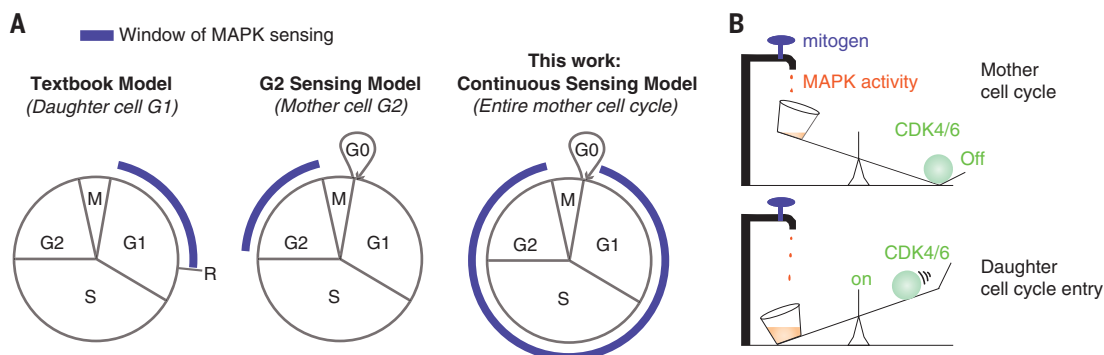 A
Window of MAPK sensing
Textbook Model
(Daughter cell G1)
M
G2
G1
S
R
G2 Sensing Model
(Mother cell G2)
G0
M
G2
G1
S
This work:
Continuous Sensing Model
(Entire mother cell cycle)
G0
M
G2
G1
S
B
mitogen
MAPK activity
Mother
cell cycle
CDK4/6
Off
CDK4/6
on
Daughter
cell cycle entry